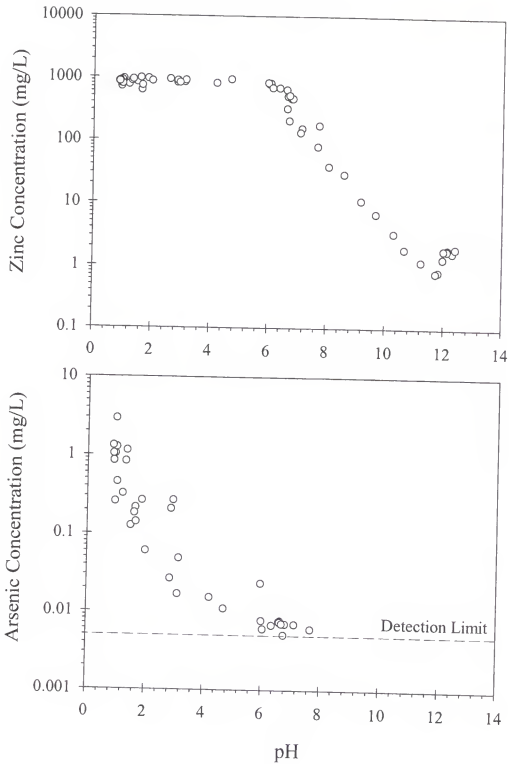 Zinc Concentration (mg/L)
10000
1000
100
10
1
0.1
0 2 4 6 8 10 12 14
Arsenic Concentration (mg/L)
10
1
0.1
0.01
0.001
Detection Limit
0 2 4 6 8 10 12 14
pH